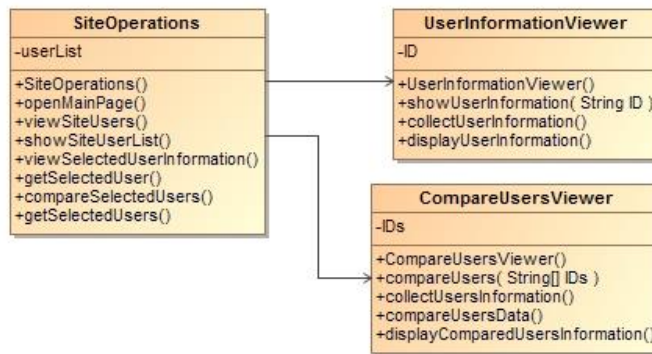 SiteOperations
-userList
+SiteOperations()
+openMainPage()
+viewSiteUsers()
+showSiteUserList()
+viewSelectedUserInformation()
+getSelectedUser()
+compareSelectedUsers()
+getSelectedUsers()
UserInformationViewer
-ID
+UserInformationViewer()
+showUserInformation( String ID )
+collectUserInformation()
+displayUserInformation()
CompareUsersViewer
-IDs
+CompareUsersViewer()
+compareUsers( String[] IDs )
+collectUsersInformation()
+compareUsersData()
+displayComparedUsersInformation()